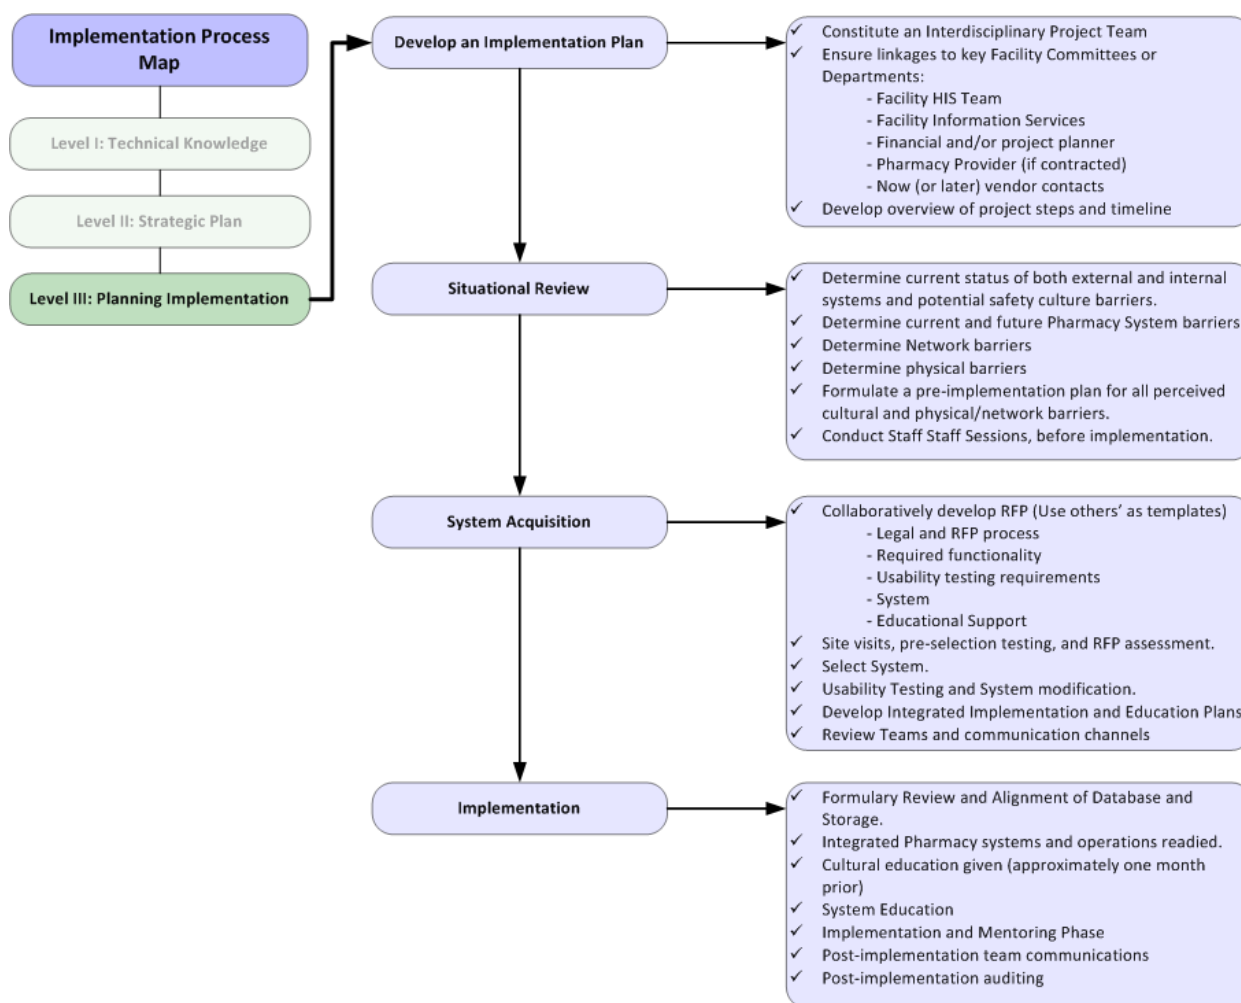 Implementation Process
Map
Level I: Technical Knowledge
Level II: Strategic Plan
Level III: Planning Implementation
Develop an Implementation Plan
✓ Constitute an Interdisciplinary Project Team
✓ Ensure linkages to key Facility Committees or
Departments:
- Facility HIS Team
- Facility Information Services
- Financial and/or project planner
- Pharmacy Provider (if contracted)
- Now (or later) vendor contacts
✓ Develop overview of project steps and timeline
Situational Review
✓ Determine current status of both external and internal
systems and potential safety culture barriers.
✓ Determine current and future Pharmacy System barriers
✓ Determine Network barriers
✓ Determine physical barriers
✓ Formulate a pre-implementation plan for all perceived
cultural and physical/network barriers.
✓ Conduct Staff Staff Sessions, before implementation.
System Acquisition
✓ Collaboratively develop RFP (Use others’ as templates)
- Legal and RFP process
- Required functionality
- Usability testing requirements
- System
- Educational Support
✓ Site visits, pre-selection testing, and RFP assessment.
✓ Select System.
✓ Usability Testing and System modification.
✓ Develop Integrated Implementation and Education Plans
✓ Review Teams and communication channels
Implementation
✓ Formulary Review and Alignment of Database and
Storage.
✓ Integrated Pharmacy systems and operations readied.
✓ Cultural education given (approximately one month
prior)
✓ System Education
✓ Implementation and Mentoring Phase
✓ Post-implementation team communications
✓ Post-implementation auditing